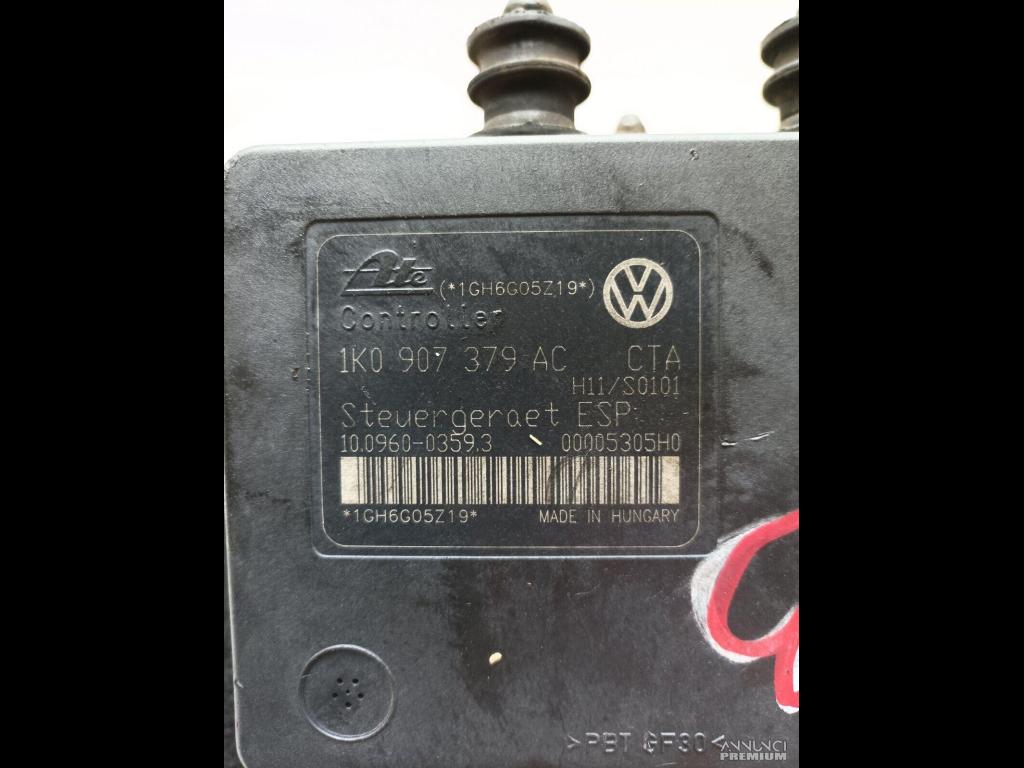 Ate (*1GH6G05Z19*)
Controller
1K0 907 379 AC CTA
H11/S0101
Steuergeraet ESP
10.0960-0359.3 00005305H0
*1GH6G05Z19* MADE IN HUNGARY
>PBT GF30<
ANNUNCI
PREMIUM